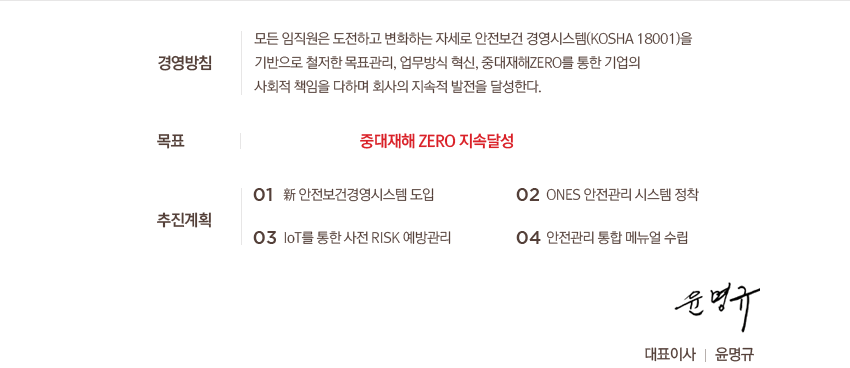 경영방침
모든 임직원은 도전하고 변화하는 자세로 안전보건 경영시스템(KOSHA 18001)을
기반으로 철저한 목표관리, 업무방식 혁신, 중대재해ZERO를 통한 기업의
사회적 책임을 다하며 회사의 지속적 발전을 달성한다.
목표
중대재해 ZERO 지속달성
추진계획
01 新 안전보건경영시스템 도입
02 ONES 안전관리 시스템 정착
03 IoT를 통한 사전 RISK 예방관리
04 안전관리 통합 메뉴얼 수립
윤명규
대표이사 | 윤명규